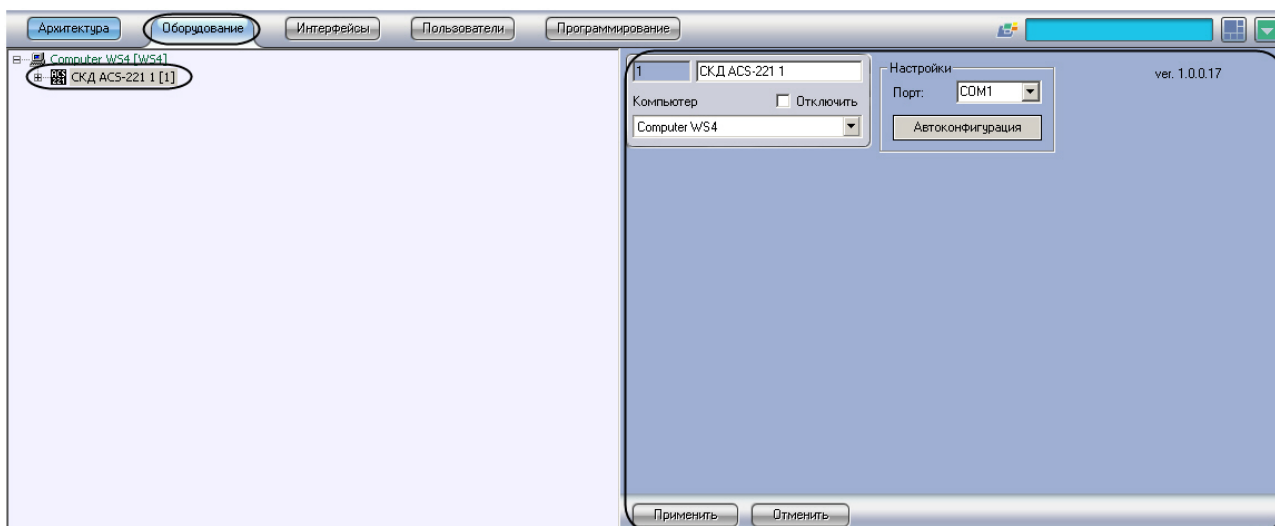 Архитектура Оборудование Интерфейсы Пользователи Программирование
Computer WS4 [WS4]
СКД ACS-221 1 [1]
1 СКД ACS-221 1
Компьютер Отключить
Computer WS4
Настройки
Порт: COM1
Автоконфигурация
ver. 1.0.0.17
Применить Отменить